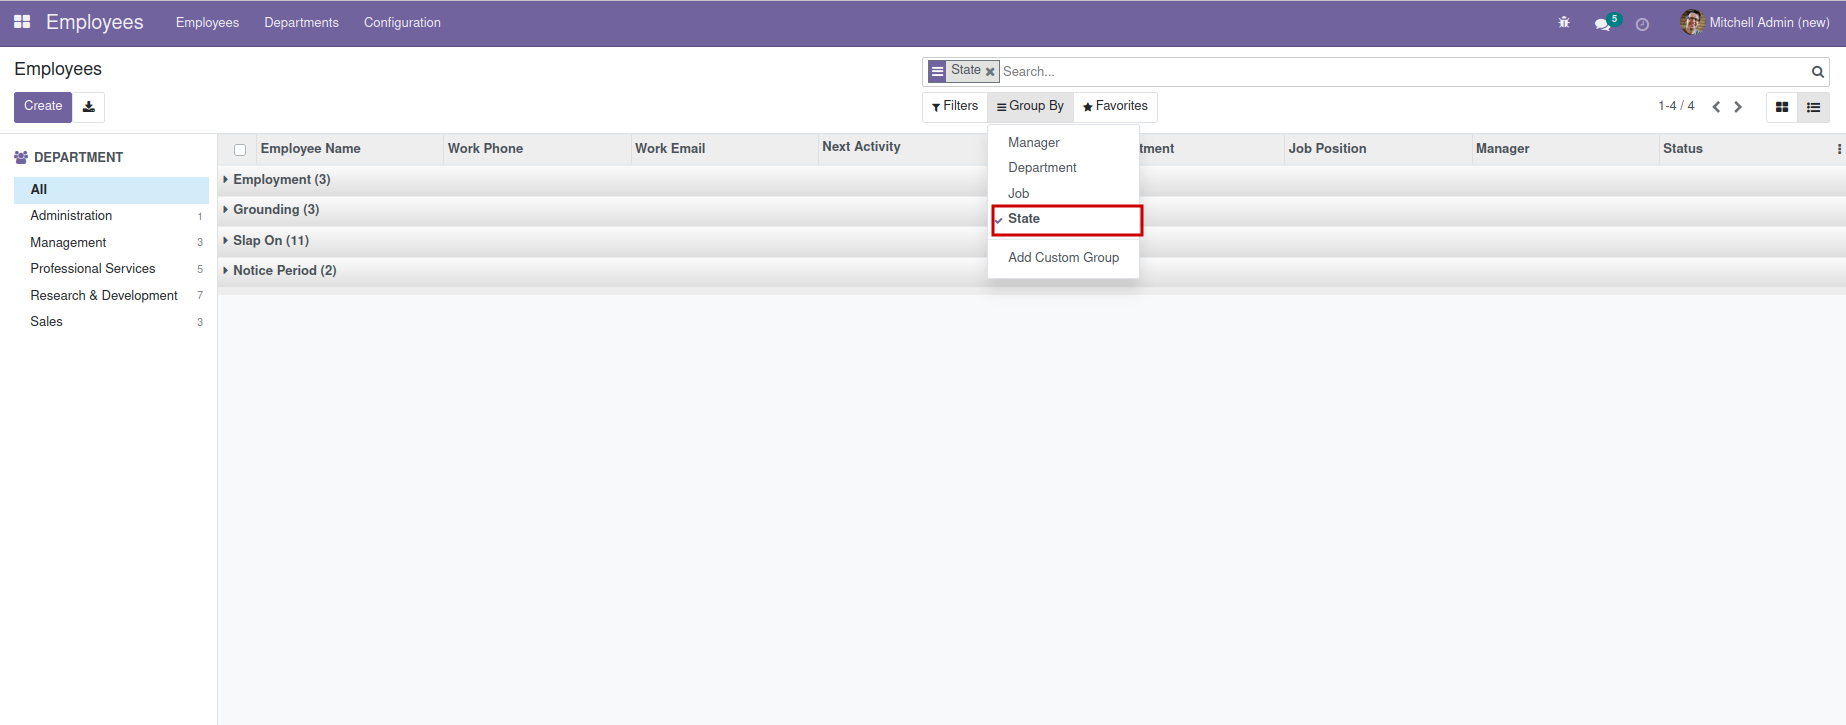 Employees Employees Departments Configuration 5 Mitchell Admin (new)
Employees
State Search...
Create
Filters Group By Favorites 1-4 / 4
Manager
Department
Job
State
Add Custom Group
DEPARTMENT
All
Administration 1
Management 3
Professional Services 5
Research & Development 7
Sales 3
Employee Name Work Phone Work Email Next Activity tment Job Position Manager Status
Employment (3)
Grounding (3)
Slap On (11)
Notice Period (2)